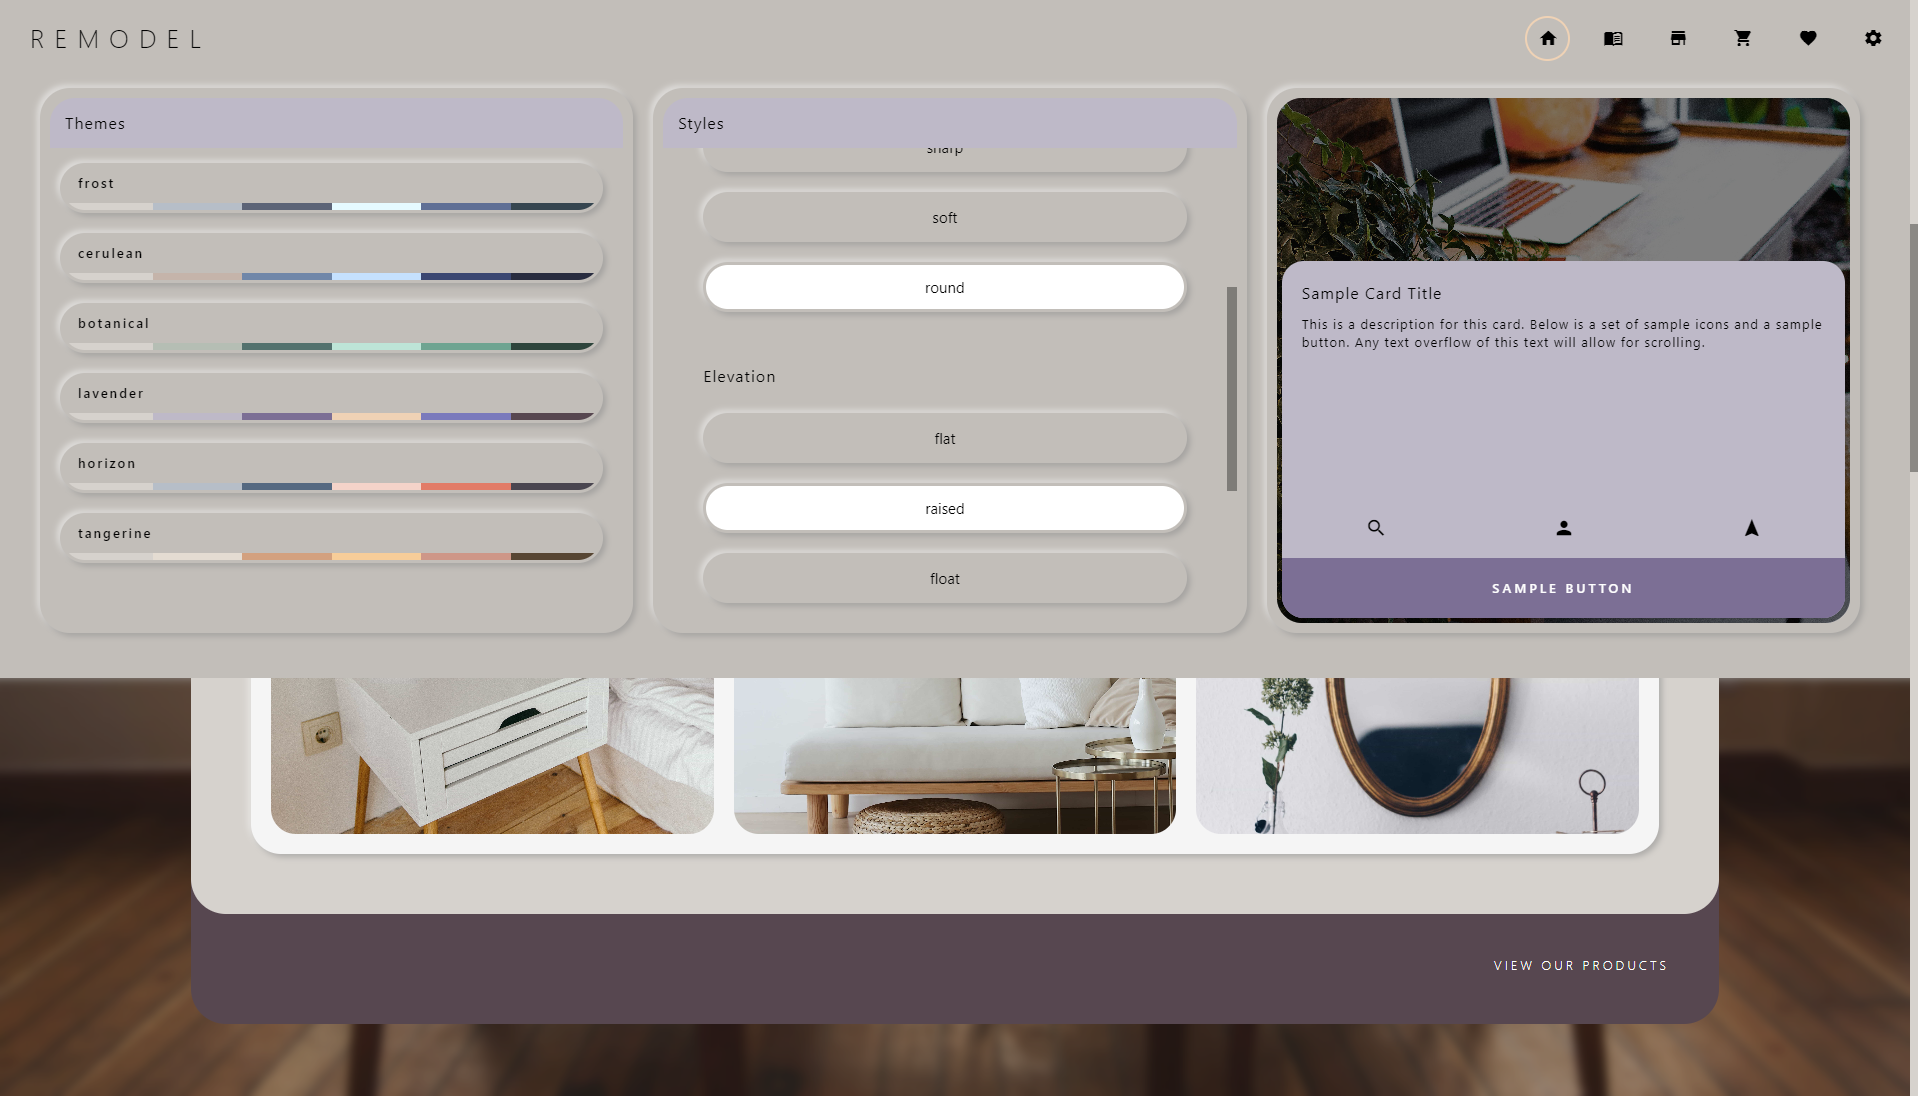 REMODEL
Themes
frost
cerulean
botanical
lavender
horizon
tangerine
Styles
sharp
soft
round
Elevation
flat
raised
float
Sample Card Title
This is a description for this card. Below is a set of sample icons and a sample
button. Any text overflow of this text will allow for scrolling.
SAMPLE BUTTON
VIEW OUR PRODUCTS